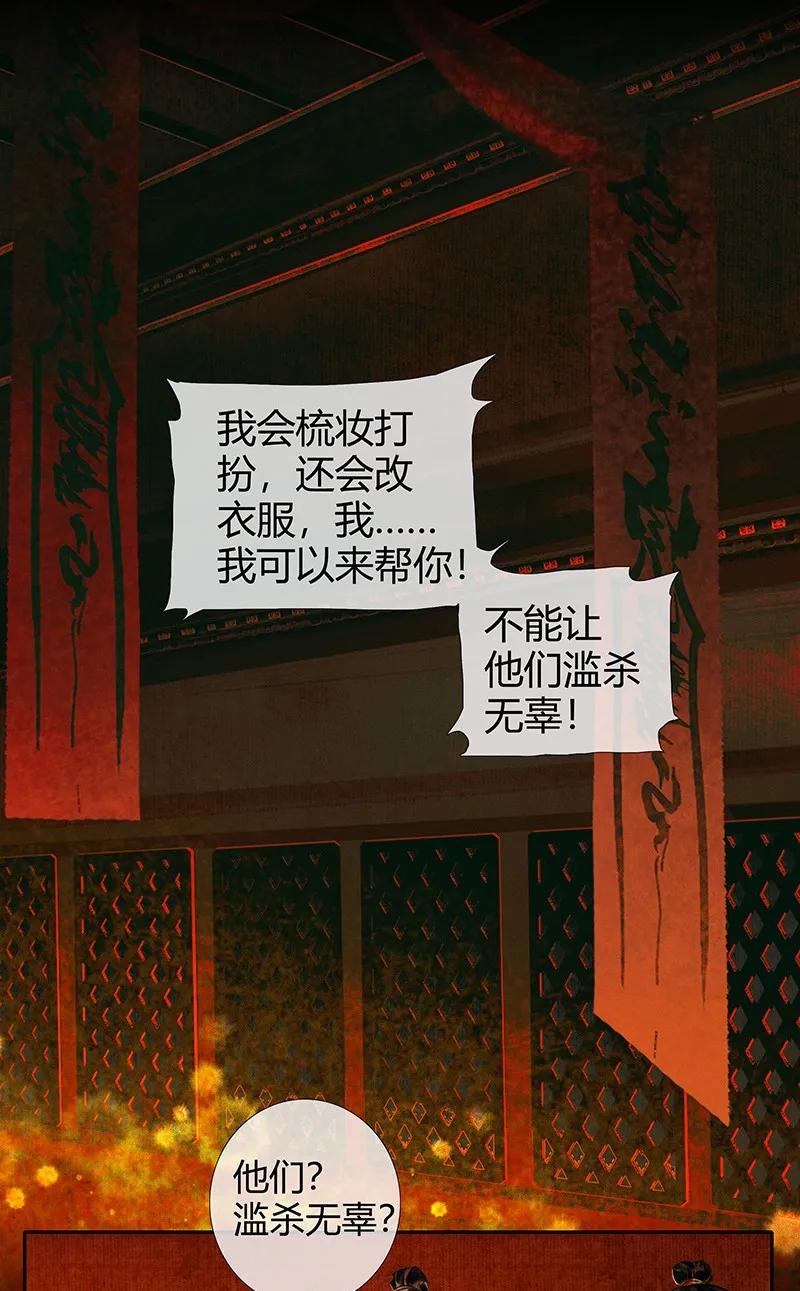 我会梳妆打
扮，还会改
衣服，我……
我可以来帮你！
不能让
他们滥杀
无辜！
他们？
滥杀无辜？